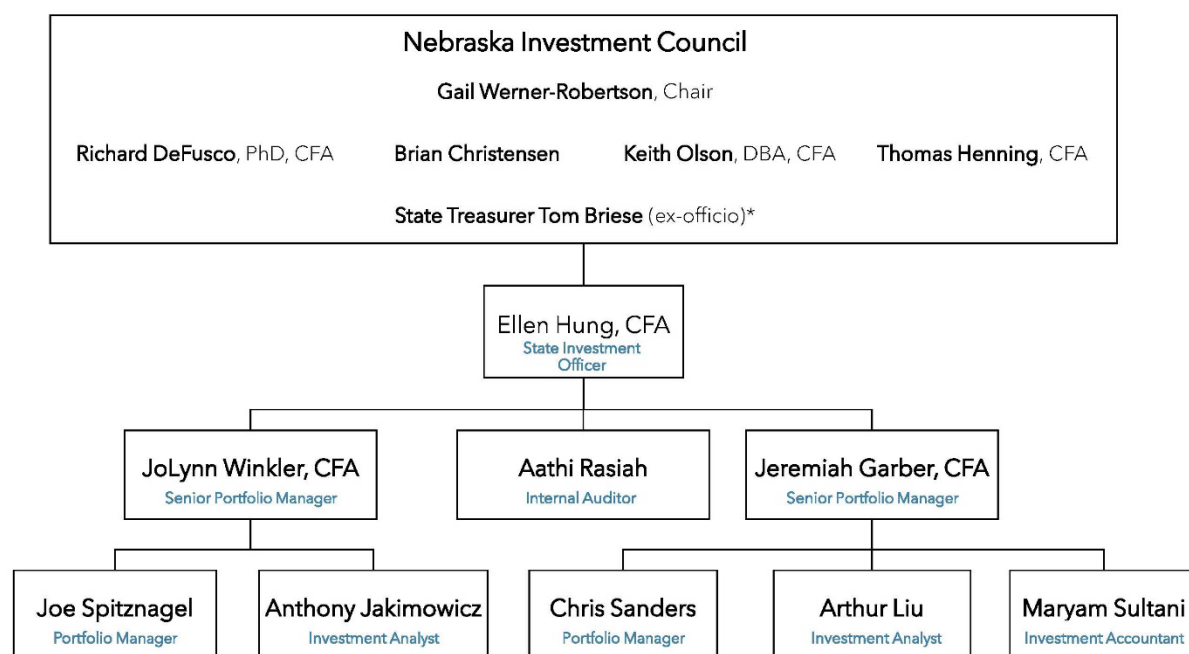 Nebraska Investment Council
Gail Werner-Robertson, Chair
Richard DeFusco, PhD, CFA
Brian Christensen
Keith Olson, DBA, CFA
Thomas Henning, CFA
State Treasurer Tom Briese (ex-officio)*
Ellen Hung, CFA
State Investment
Officer
JoLynn Winkler, CFA
Senior Portfolio Manager
Aathi Rasiah
Internal Auditor
Jeremiah Garber, CFA
Senior Portfolio Manager
Joe Spitznagel
Portfolio Manager
Anthony Jakimowicz
Investment Analyst
Chris Sanders
Portfolio Manager
Arthur Liu
Investment Analyst
Maryam Sultani
Investment Accountant